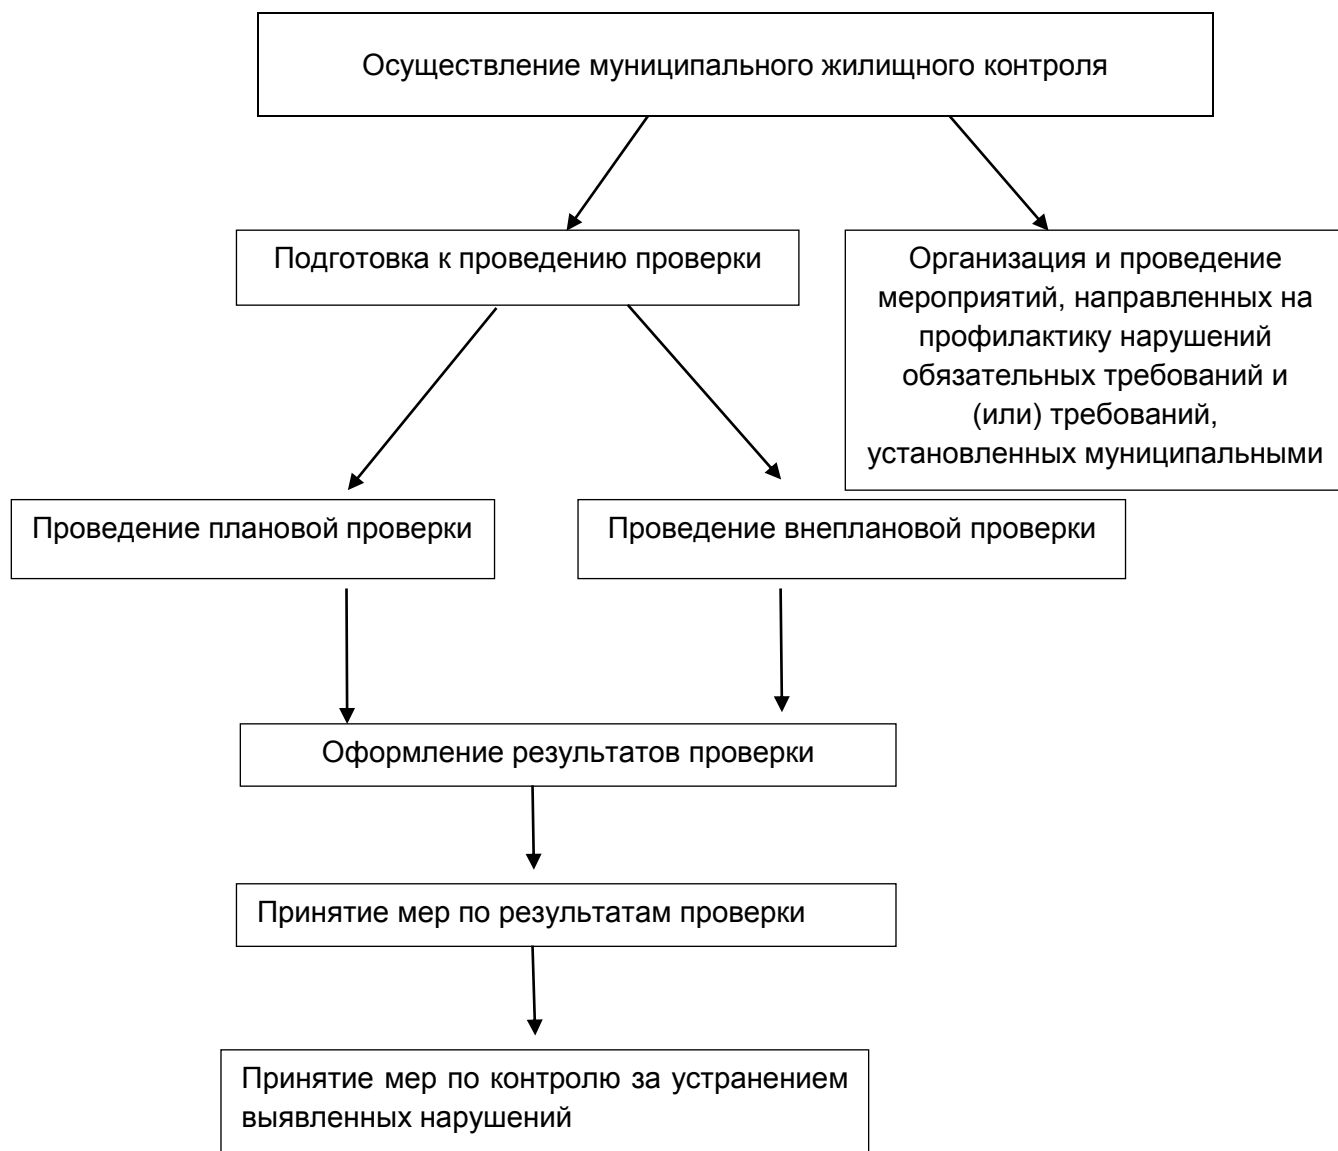 Осуществление муниципального жилищного контроля
Подготовка к проведению проверки
Организация и проведение
мероприятий, направленных на
профилактику нарушений
обязательных требований и
(или) требований,
установленных муниципальными
Проведение плановой проверки
Проведение внеплановой проверки
Оформление результатов проверки
Принятие мер по результатам проверки
Принятие мер по контролю за устранением
выявленных нарушений